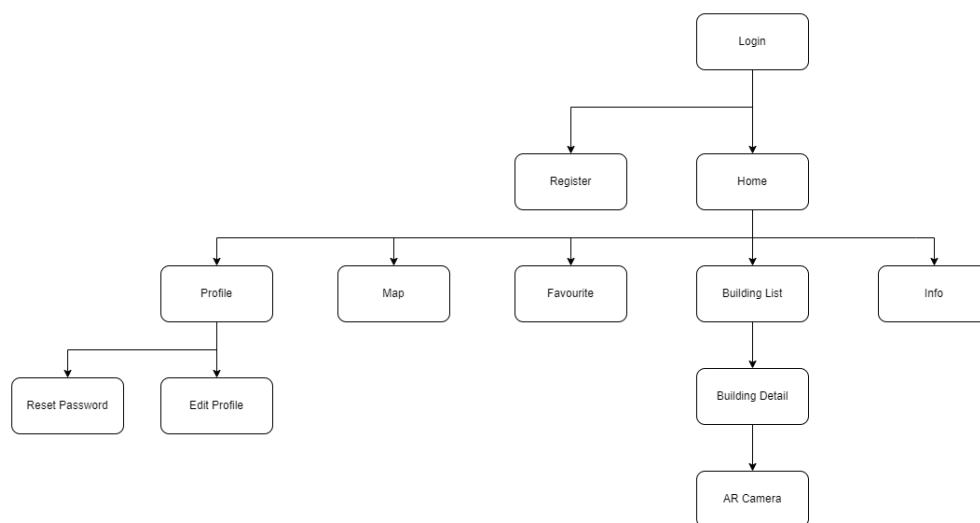 Login
Register
Home
Profile
Map
Favourite
Building List
Info
Reset Password
Edit Profile
Building Detail
AR Camera